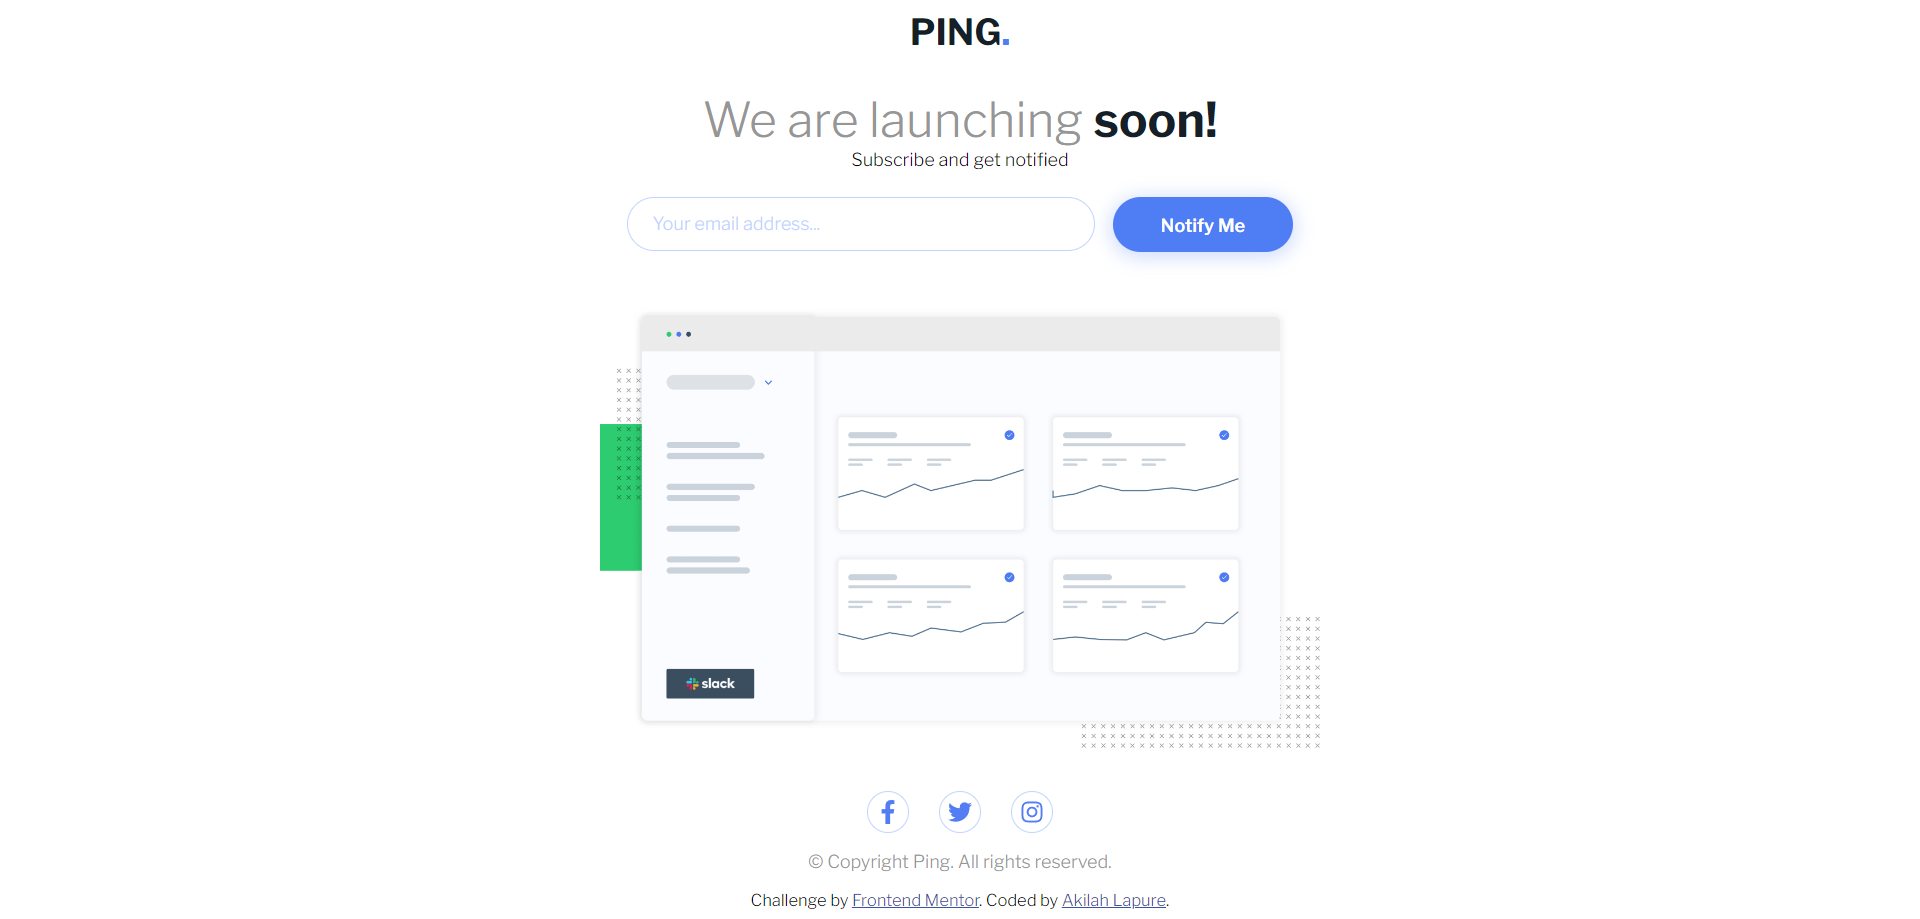 PING.
We are launching soon!
Subscribe and get notified
Your email address...
Notify Me
slack
© Copyright Ping. All rights reserved.
Challenge by Frontend Mentor. Coded by Akilah Lapure.